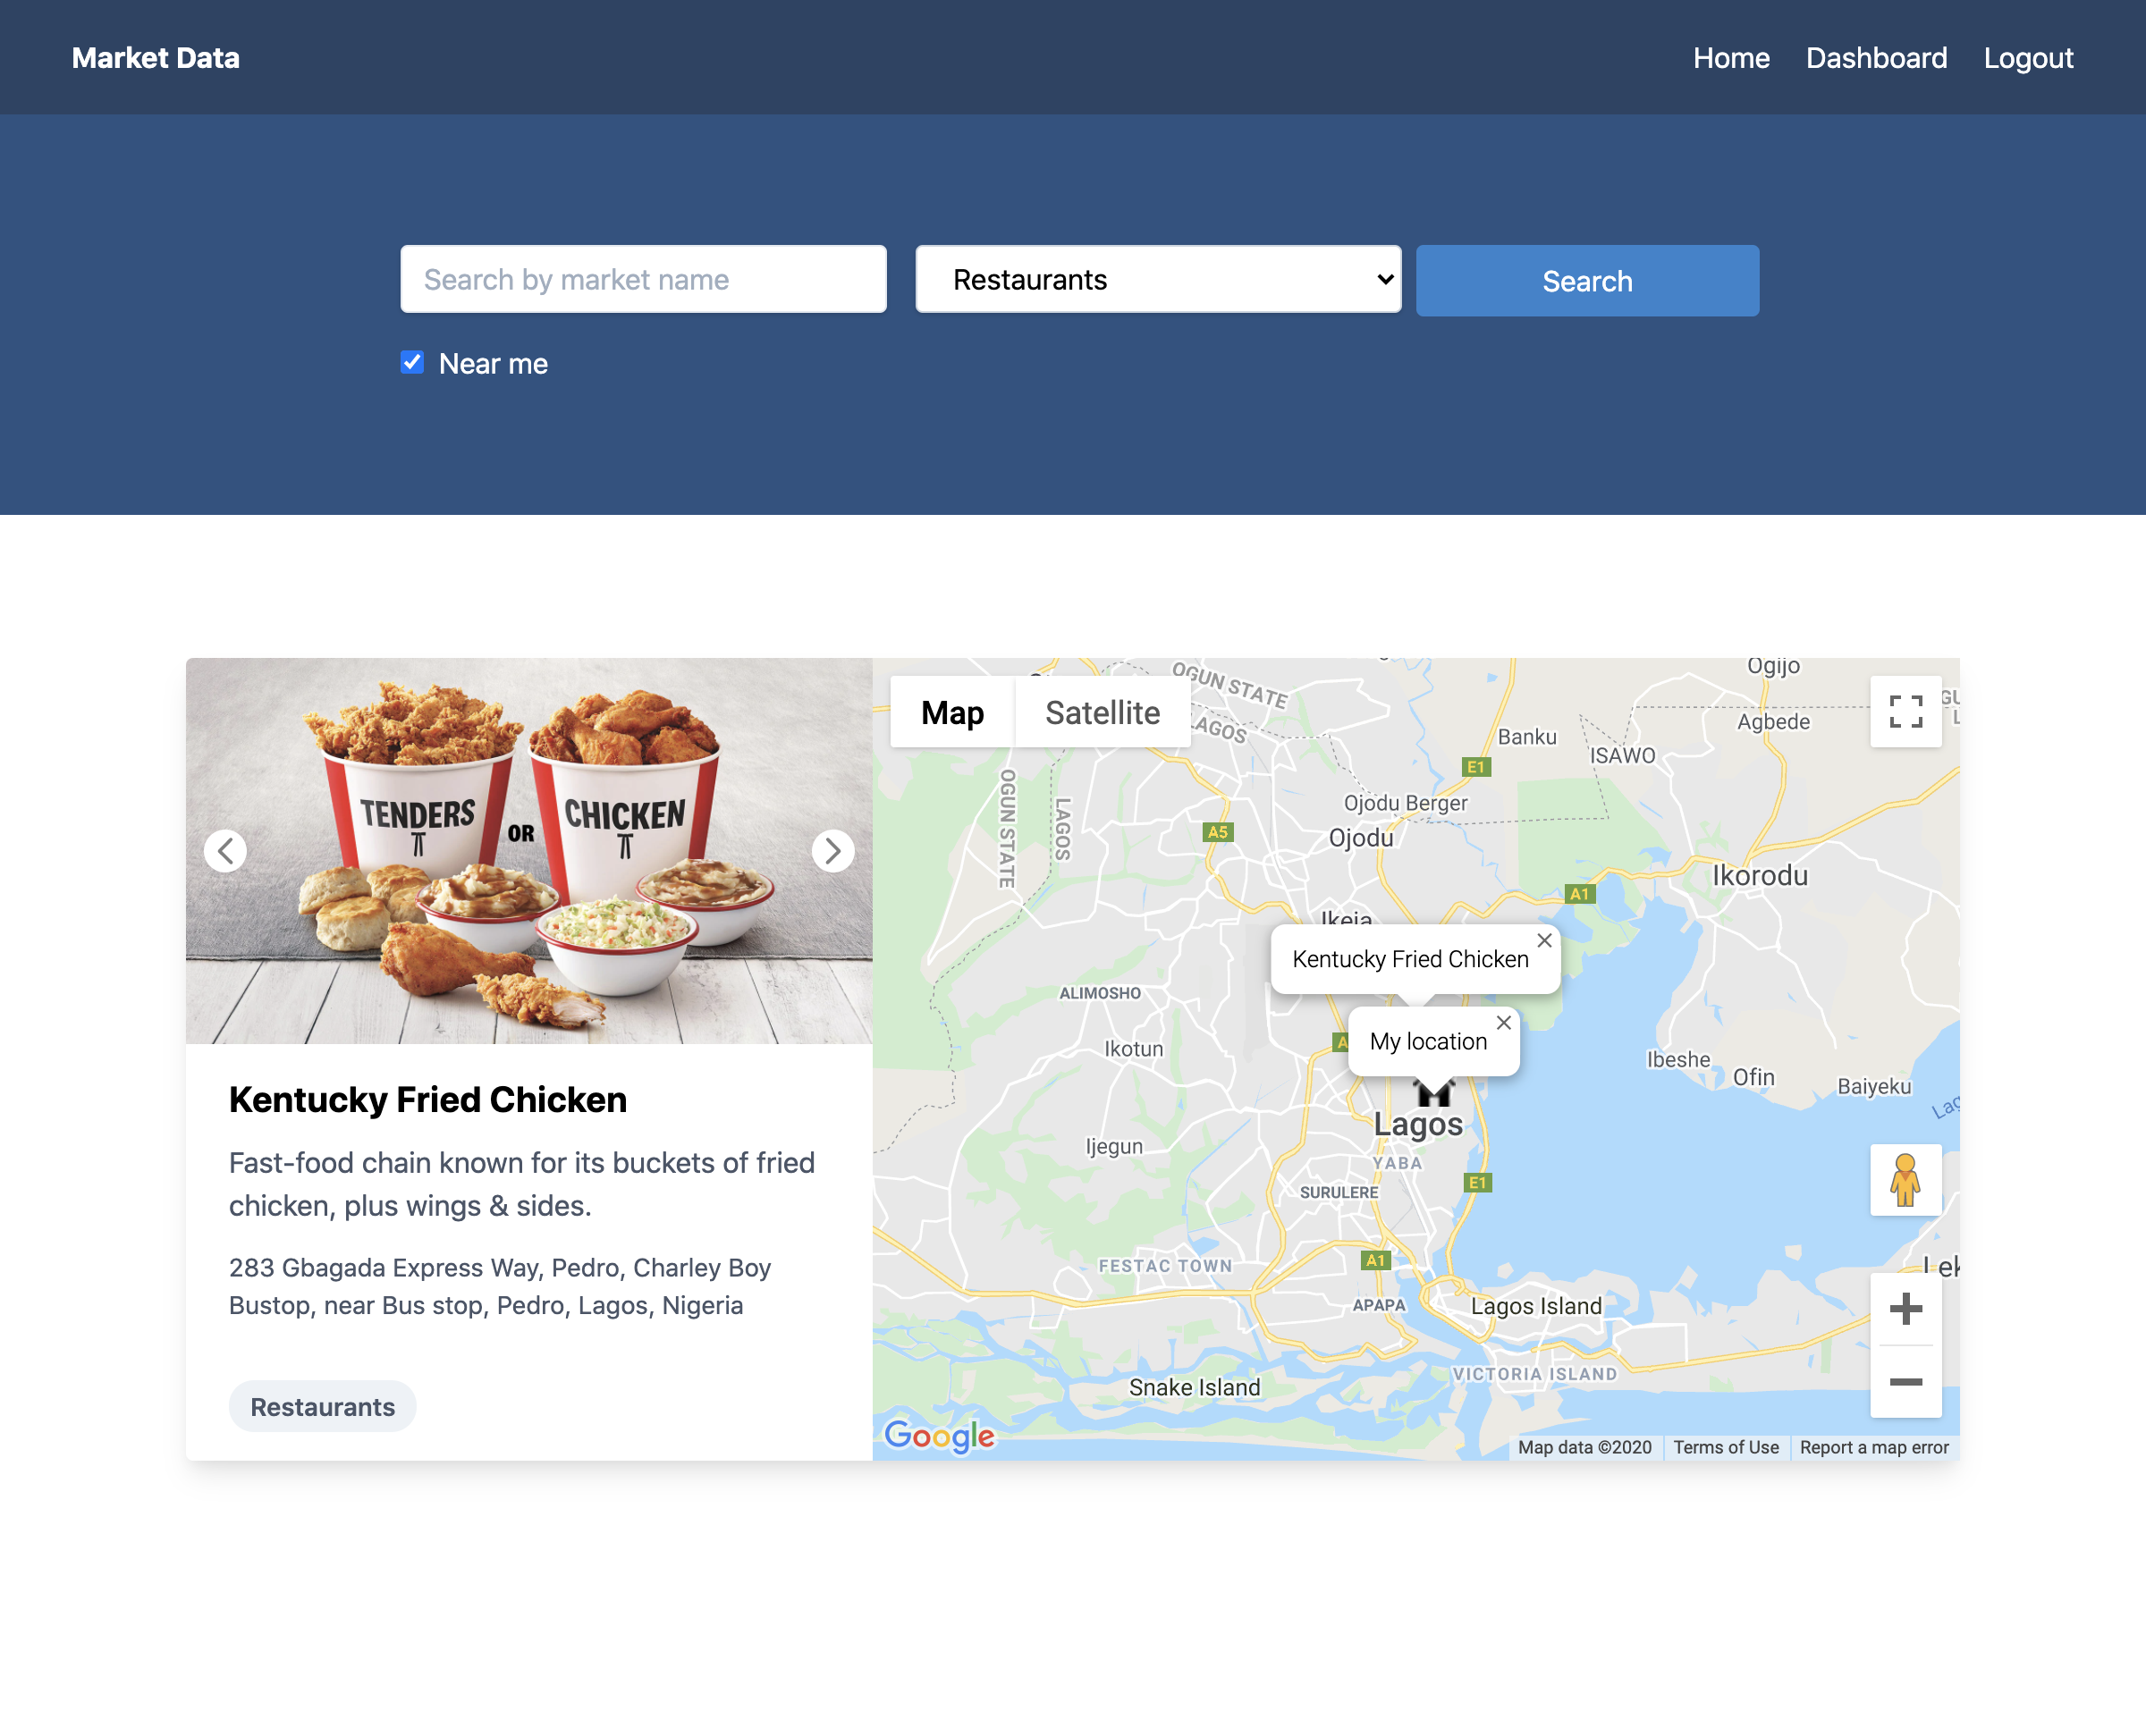 Market Data
Home
Dashboard
Logout
Search by market name
Restaurants
Search
Near me
TENDERS
OR
CHICKEN
Kentucky Fried Chicken
Fast-food chain known for its buckets of fried
chicken, plus wings & sides.
283 Gbagada Express Way, Pedro, Charley Boy
Bustop, near Bus stop, Pedro, Lagos, Nigeria
Restaurants
Map
Satellite
OGUN STATE
LAGOS
Ogijo
Agbede
Banku
ISAWO
E1
OGUN STATE
LAGOS
Ojodu Berger
A5
Ojodu
Ikorodu
A1
Ikeja
Kentucky Fried Chicken
ALIMOSHO
My location
Ikotun
Ibeshe
Ofin
Baiyeku
Lagos
Ijegun
YABA
SURULERE
E1
FESTAC TOWN
A1
APAPA
Lagos Island
VICTORIA ISLAND
Snake Island
Google
Map data ©2020
Terms of Use
Report a map error